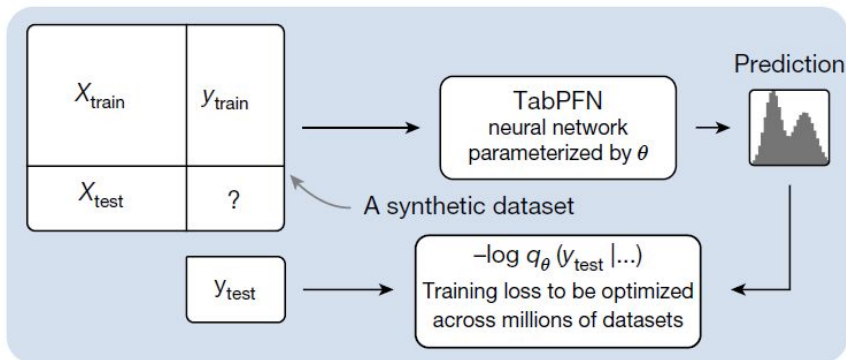 X_train
y_train
X_test
?
TabPFN
neural network
parameterized by θ
Prediction
A synthetic dataset
y_test
–log q_θ (y_test |...)
Training loss to be optimized
across millions of datasets